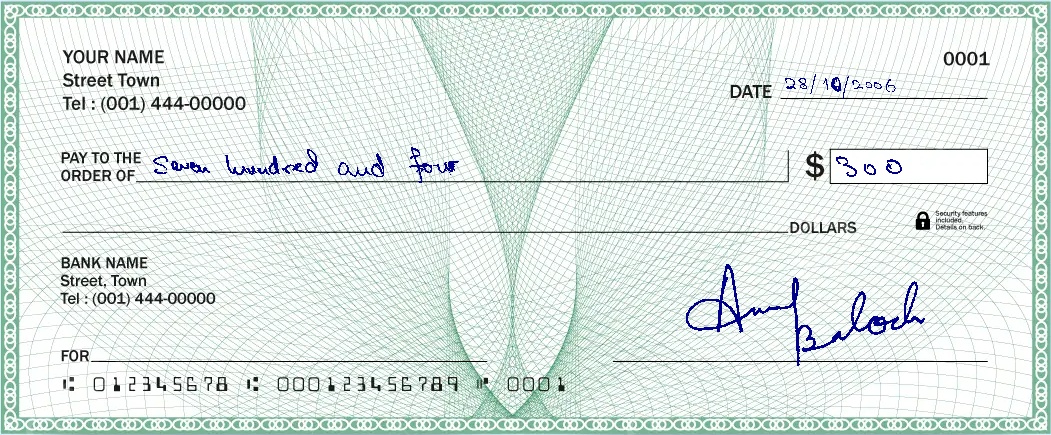 YOUR NAME
0001
Street Town
DATE 28/10/2006
Tel : (001) 444-00000
PAY TO THE
ORDER OF Seven hundred and four $ 300
DOLLARS
Security features
included.
Details on back.
BANK NAME
Street, Town
Tel : (001) 444-00000
Baloch
FOR
⑆ 012345678 ⑆ 000123456789 ⑈ 0001